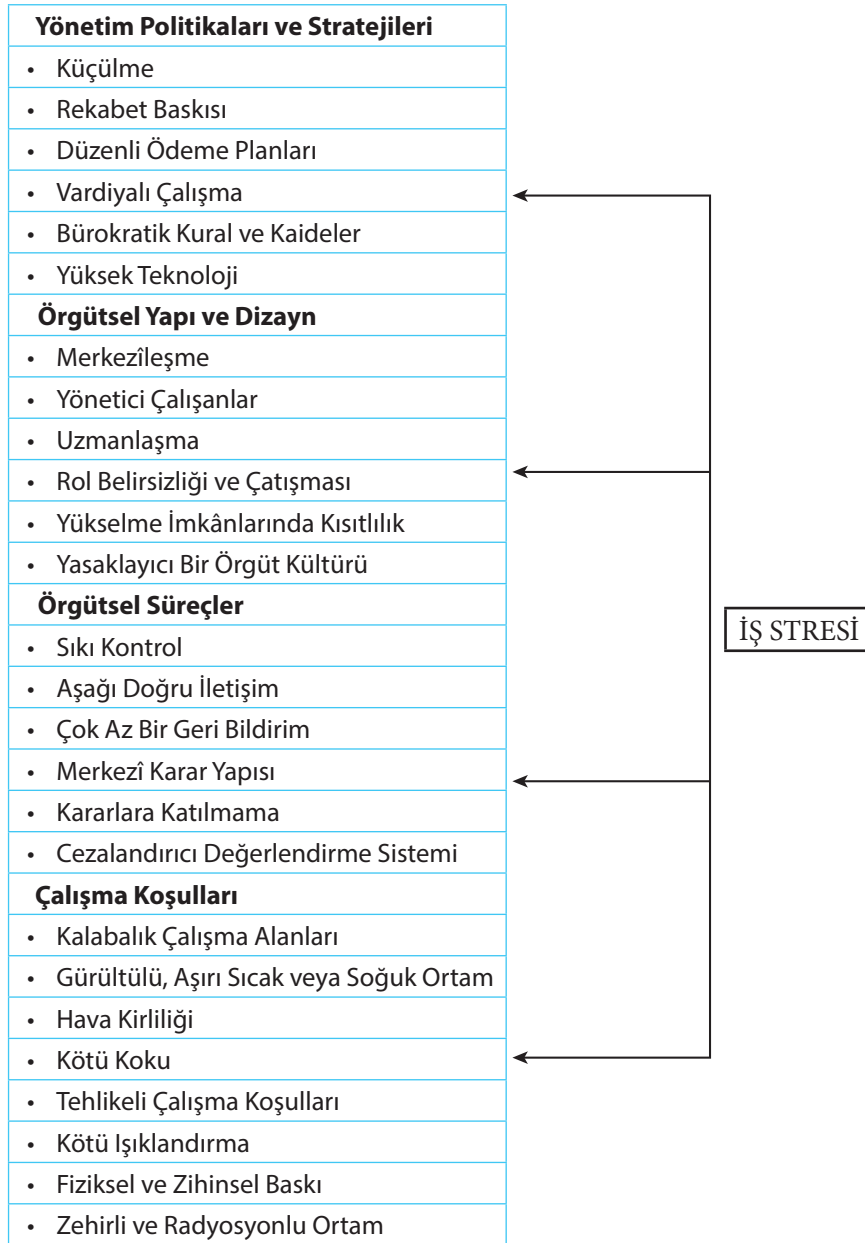 Yönetim Politikaları ve Stratejileri
• Küçülme
• Rekabet Baskısı
• Düzenli Ödeme Planları
• Vardiyalı Çalışma
• Bürokratik Kural ve Kaideler
• Yüksek Teknoloji
Örgütsel Yapı ve Dizayn
• Merkezîleşme
• Yönetici Çalışanlar
• Uzmanlaşma
• Rol Belirsizliği ve Çatışması
• Yükselme İmkânlarında Kısıtlılık
• Yasaklayıcı Bir Örgüt Kültürü
Örgütsel Süreçler
• Sıkı Kontrol
• Aşağı Doğru İletişim
• Çok Az Bir Geri Bildirim
• Merkezî Karar Yapısı
• Kararlara Katılmama
• Cezalandırıcı Değerlendirme Sistemi
Çalışma Koşulları
• Kalabalık Çalışma Alanları
• Gürültülü, Aşırı Sıcak veya Soğuk Ortam
• Hava Kirliliği
• Kötü Koku
• Tehlikeli Çalışma Koşulları
• Kötü Işıklandırma
• Fiziksel ve Zihinsel Baskı
• Zehirli ve Radyosyonlu Ortam
İŞ STRESİ